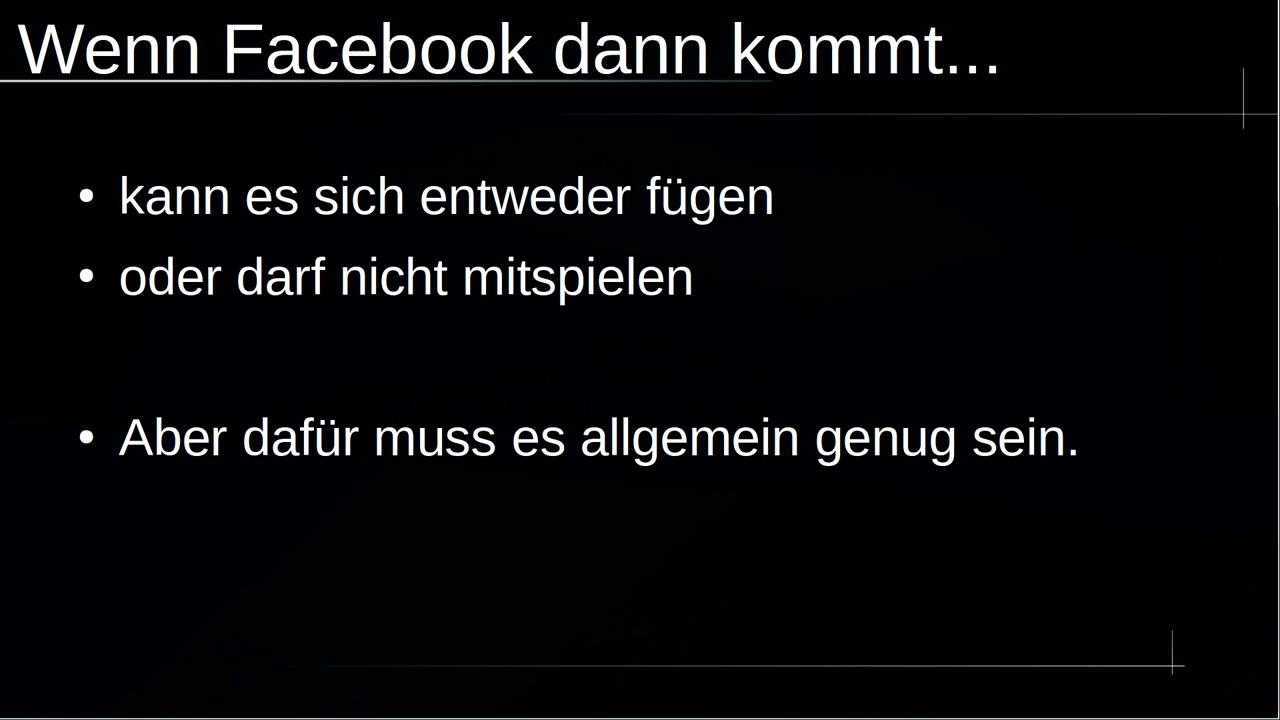 Wenn Facebook dann kommt...
• kann es sich entweder fügen
• oder darf nicht mitspielen
• Aber dafür muss es allgemein genug sein.